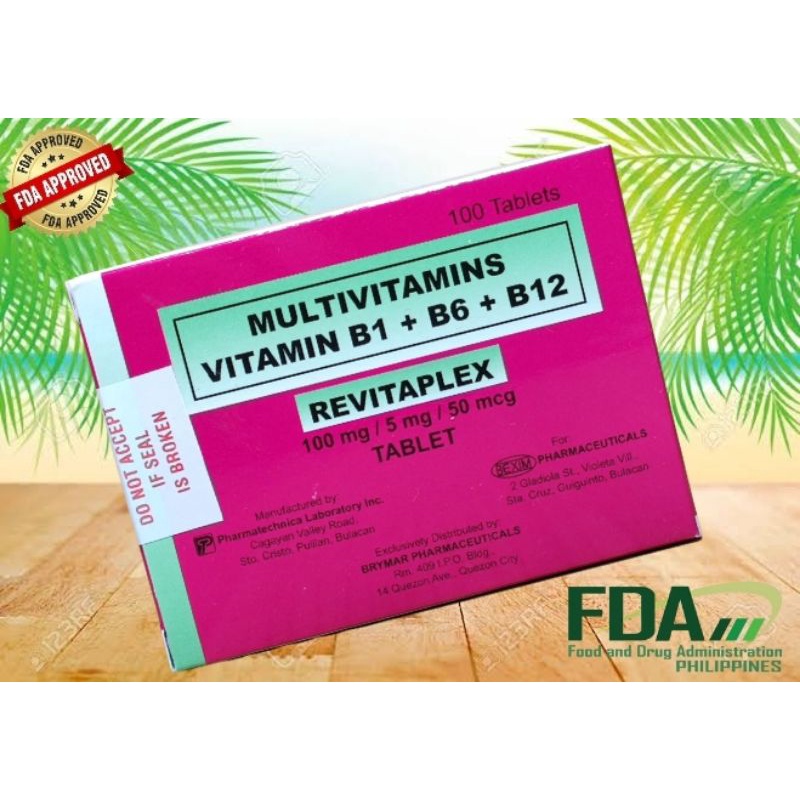 FDA APPROVED
FDA APPROVED
FDA APPROVED
100 Tablets
MULTIVITAMINS
VITAMIN B1 + B6 + B12
REVITAPLEX
100 mg / 5 mg / 50 mcg
TABLET
DO NOT ACCEPT
IF SEAL
IS BROKEN
Manufactured by
Pharmatechnica Laboratory Inc.
Cagayan Valley Road,
Sto. Cristo, Pulilan, Bulacan
For
BEXIM PHARMACEUTICALS
2 Gladiola St., Violeta Vill.,
Sta. Cruz, Guiguinto, Bulacan
Exclusively Distributed by:
BRYMAR PHARMACEUTICALS
Rm. 409 I.P.O. Bldg.,
14 Quezon Ave., Quezon City
FDA
Food and Drug Administration
PHILIPPINES
123RF